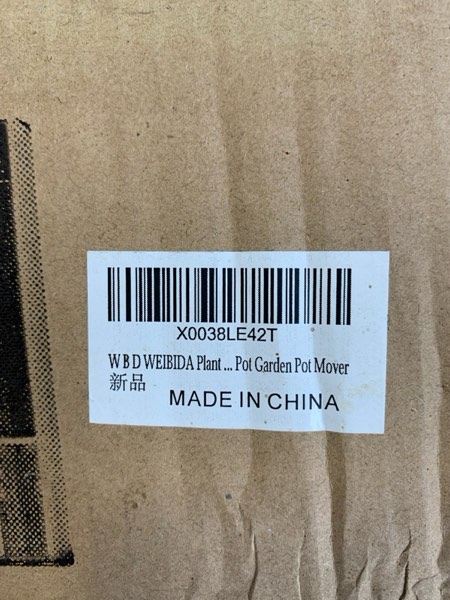 X0038LE42T
W B D WEIBIDA Plant ... Pot Garden Pot Mover
新品
MADE IN CHINA